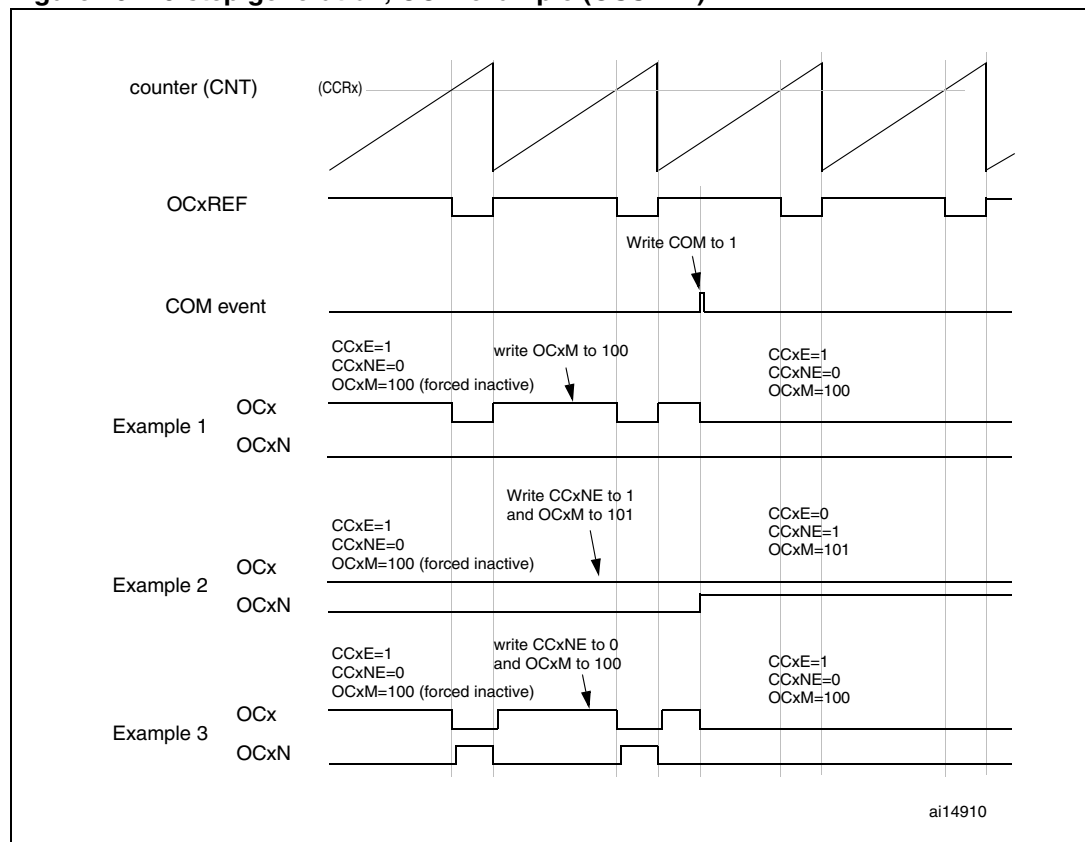 counter (CNT)
(CCRx)
OCxREF
Write COM to 1
COM event
CCxE=1
CCxNE=0
OCxM=100 (forced inactive)
write OCxM to 100
CCxE=1
CCxNE=0
OCxM=100
Example 1
OCx
OCxN
Write CCxNE to 1
and OCxM to 101
CCxE=1
CCxNE=0
OCxM=100 (forced inactive)
CCxE=0
CCxNE=1
OCxM=101
Example 2
OCx
OCxN
write CCxNE to 0
and OCxM to 100
CCxE=1
CCxNE=0
OCxM=100 (forced inactive)
CCxE=1
CCxNE=0
OCxM=100
Example 3
OCx
OCxN
ai14910